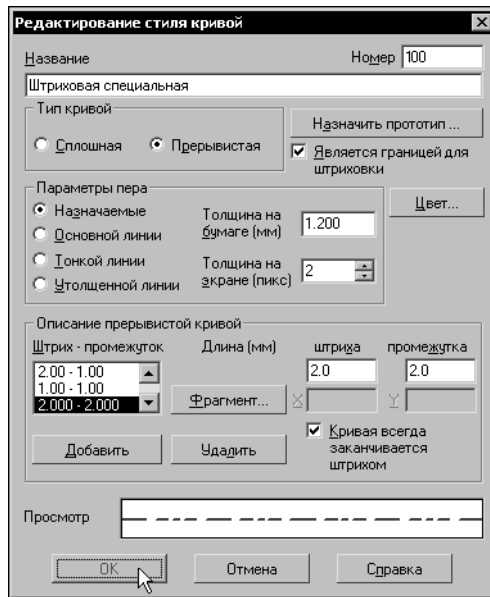 Редактирование стиля кривой
Название
Номер 100
Штриховая специальная
Тип кривой
Сплошная Прерывистая
Назначить прототип ...
Является границей для
штриховки
Параметры пера
Назначаемые
Основной линии
Тонкой линии
Утолщенной линии
Толщина на
бумаге (мм)
1.200
Толщина на
экране (пикс)
2
Цвет...
Описание прерывистой кривой
Штрих - промежуток
Длина (мм) штриха промежутка
2.00 - 1.00
1.00 - 1.00
2.000 - 2.000
2.0 2.0
Фрагмент...
X Y
Добавить Удалить
Кривая всегда
заканчивается
штрихом
Просмотр
OK Отмена Справка